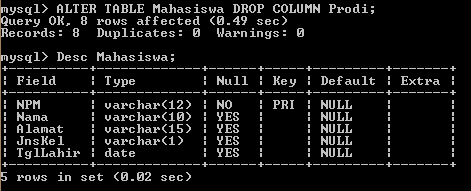 mysql> ALTER TABLE Mahasiswa DROP COLUMN Prodi;
Query OK, 8 rows affected (0.49 sec)
Records: 8  Duplicates: 0  Warnings: 0
mysql> Desc Mahasiswa;
+----------+-------------+------+-----+---------+-------+
| Field    | Type        | Null | Key | Default | Extra |
+----------+-------------+------+-----+---------+-------+
| NPM      | varchar(12) | NO   | PRI | NULL    |       |
| Nama     | varchar(10) | YES  |     | NULL    |       |
| Alamat   | varchar(15) | YES  |     | NULL    |       |
| JnsKel   | varchar(1)  | YES  |     | NULL    |       |
| TglLahir | date        | YES  |     | NULL    |       |
+----------+-------------+------+-----+---------+-------+
5 rows in set (0.02 sec)